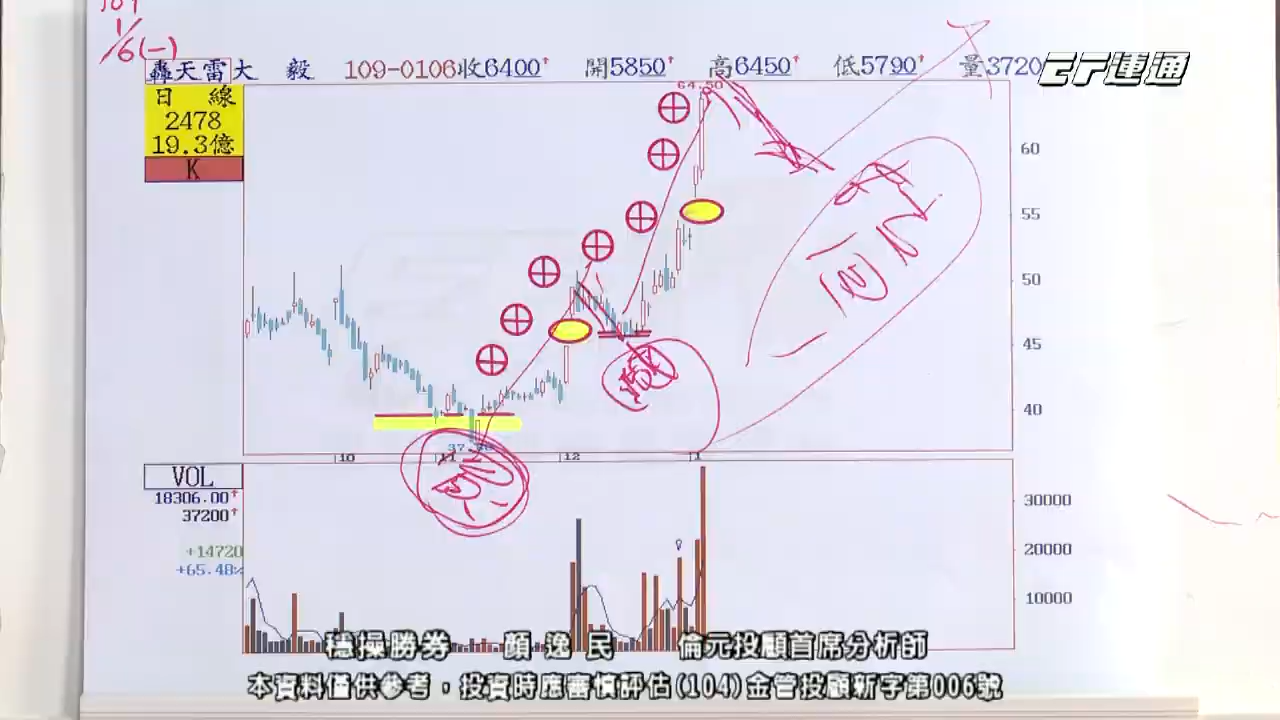 109
1/6(一)
轟天雷大 毅 109-0106收6400↑ 開5850↑ 高6450↑ 低5790↑ 量3720
ET運通
日 線
2478
19.3億
K
64.50
60
55
50
45
40
37.
10 11 12 1
VOL
18306.00↑
37200↑
+14720
+65.48%
30000
20000
10000
穩操勝券 顏逸民 倫元投顧首席分析師
本資料僅供參考，投資時應審慎評估(104)金管投顧新字第006號